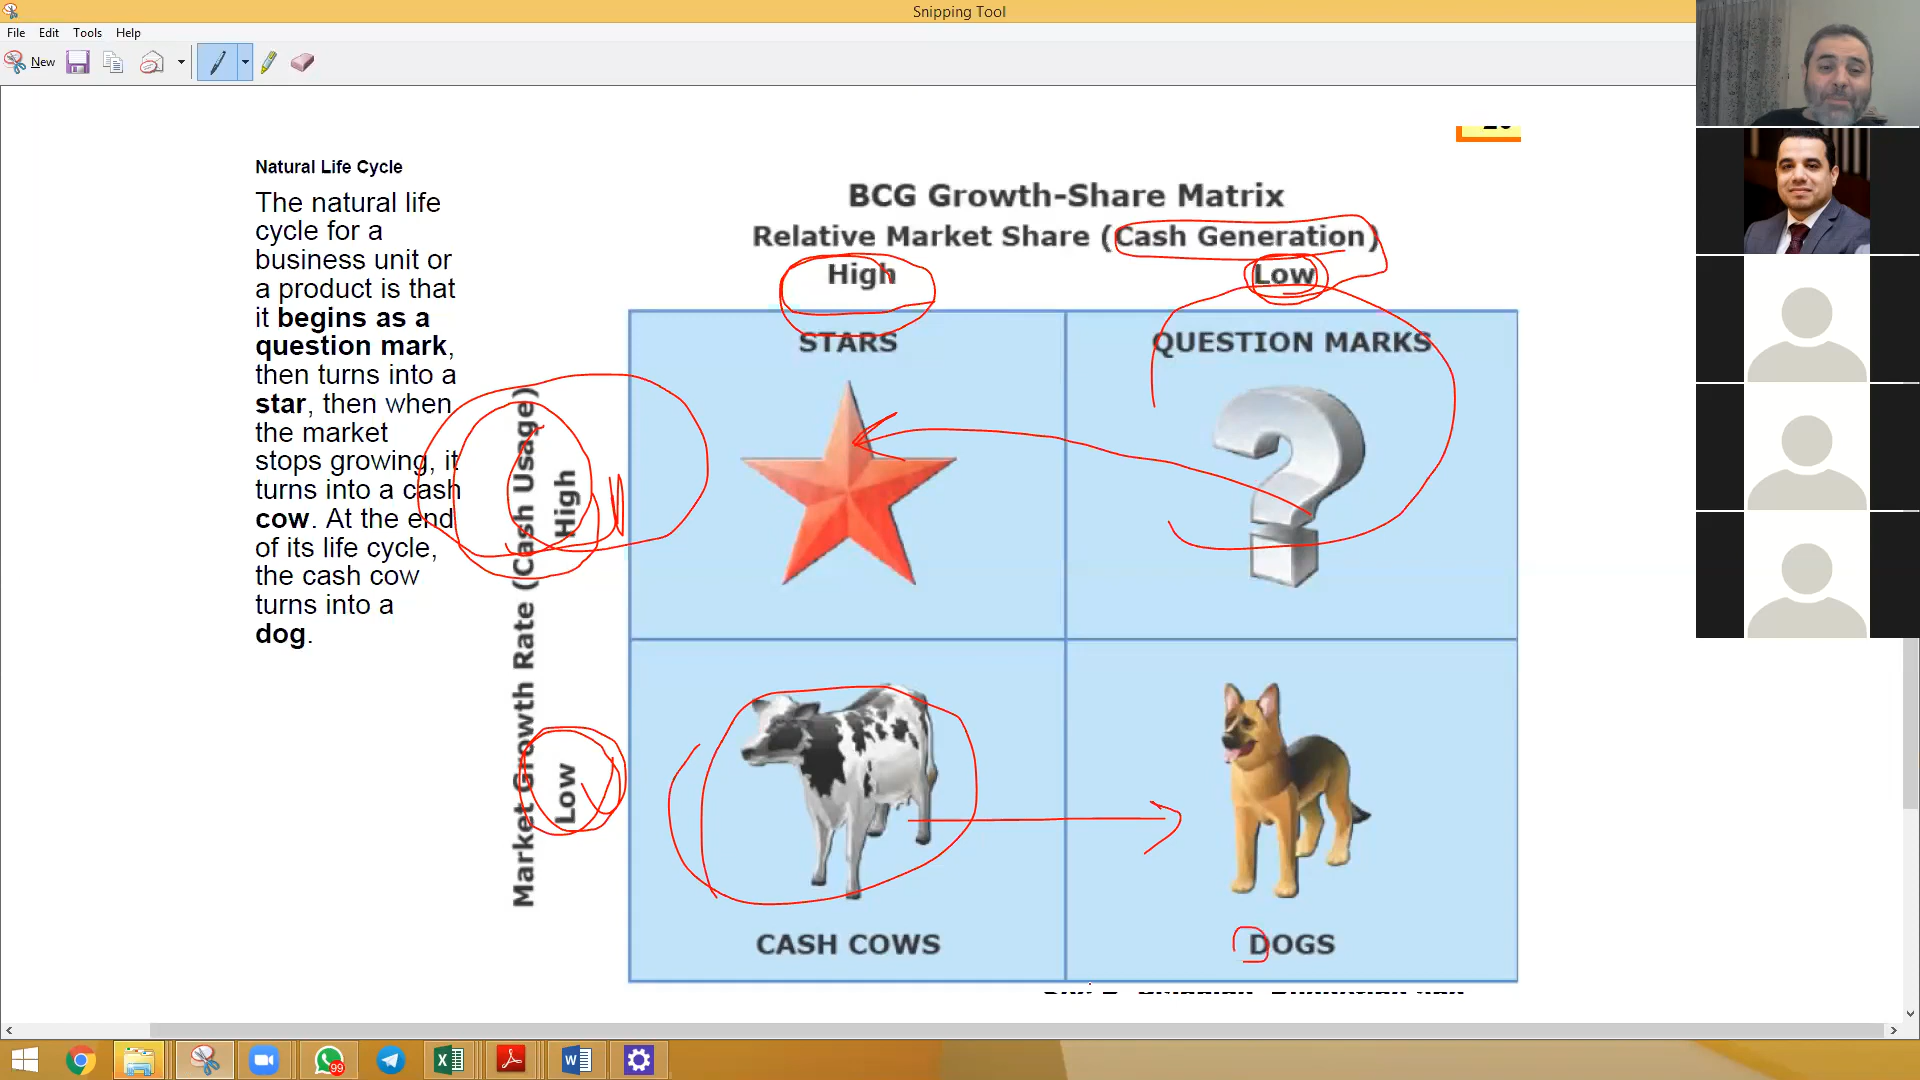 Snipping Tool
File Edit Tools Help
New
Natural Life Cycle
The natural life
cycle for a
business unit or
a product is that
it begins as a
question mark,
then turns into a
star, then when
the market
stops growing, it
turns into a cash
cow. At the end
of its life cycle,
the cash cow
turns into a
dog.
BCG Growth-Share Matrix
Relative Market Share (Cash Generation)
High Low
Market Growth Rate (Cash Usage)
High
Low
STARS QUESTION MARKS
CASH COWS DOGS
99